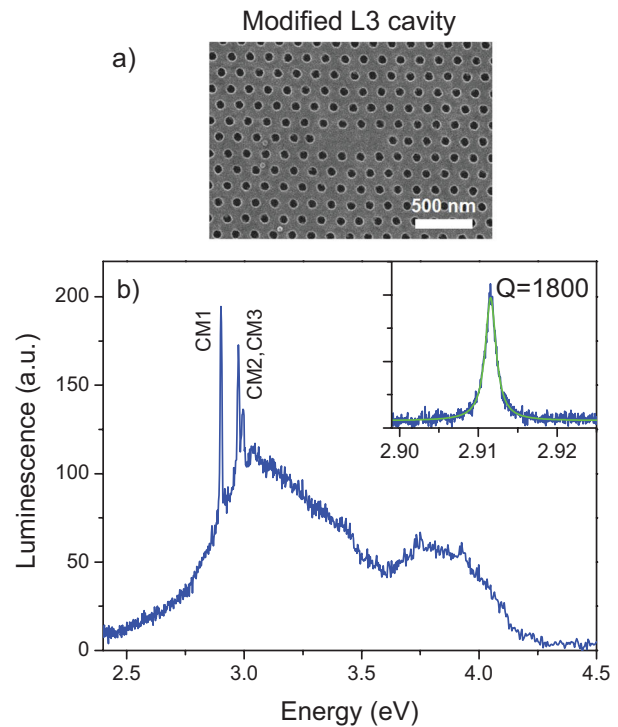 Modified L3 cavity
a)
500 nm
b)
Q=1800
2.90 2.91 2.92
CM1
CM2,CM3
200
150
100
50
0
Luminescence (a.u.)
2.5 3.0 3.5 4.0 4.5
Energy (eV)